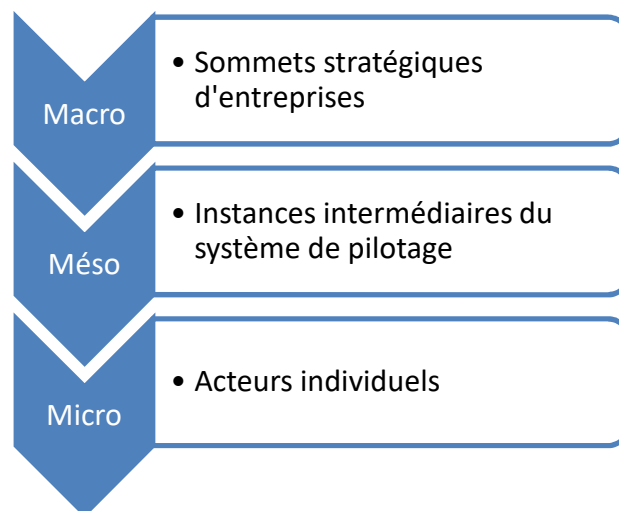 Macro
• Sommets stratégiques
d'entreprises
Méso
• Instances intermédiaires du
système de pilotage
Micro
• Acteurs individuels